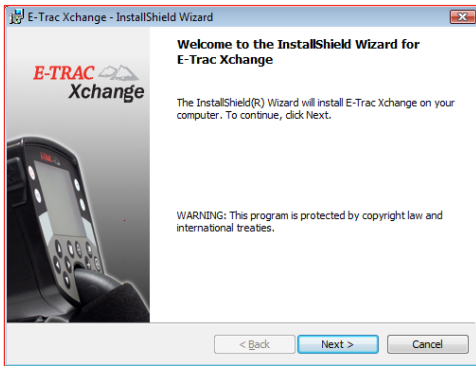 E-Trac Xchange - InstallShield Wizard
Welcome to the InstallShield Wizard for
E-Trac Xchange
E-TRAC
Xchange
The InstallShield(R) Wizard will install E-Trac Xchange on your
computer. To continue, click Next.
WARNING: This program is protected by copyright law and
international treaties.
< Back
Next >
Cancel